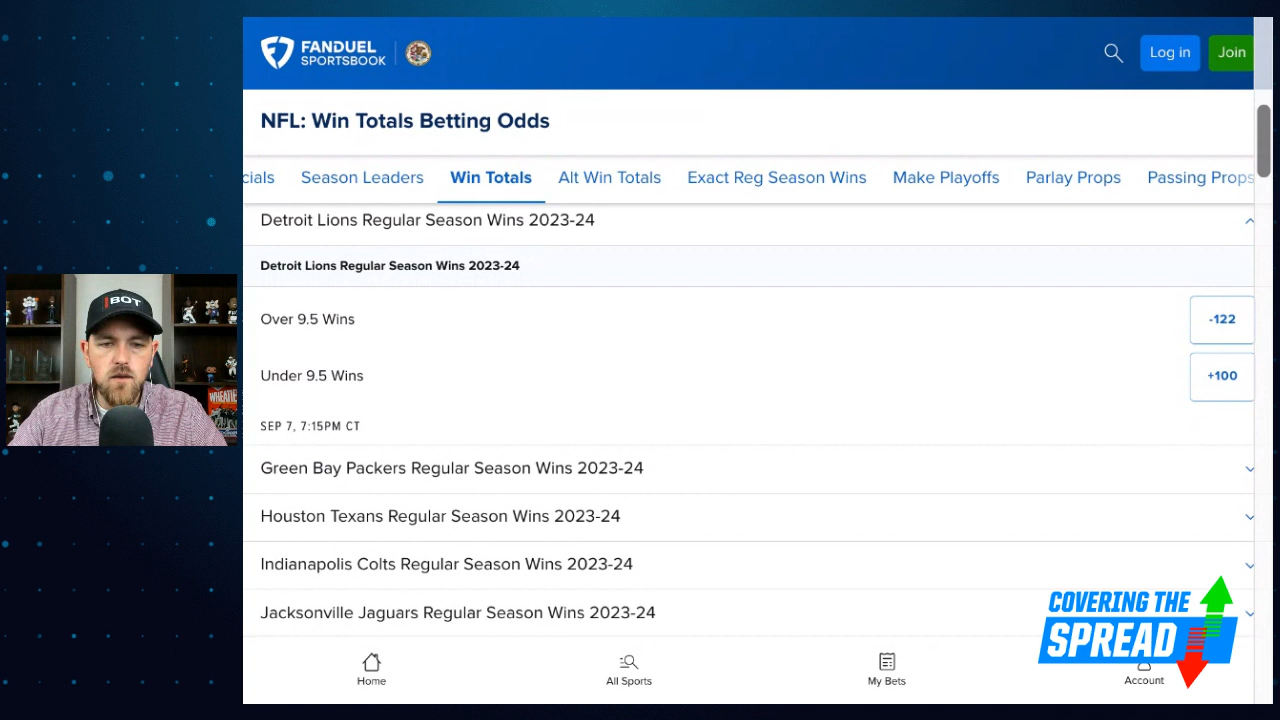 FANDUEL
SPORTSBOOK
Log in
Join
NFL: Win Totals Betting Odds
cials
Season Leaders
Win Totals
Alt Win Totals
Exact Reg Season Wins
Make Playoffs
Parlay Props
Passing Props
Detroit Lions Regular Season Wins 2023-24
Detroit Lions Regular Season Wins 2023-24
Over 9.5 Wins
-122
Under 9.5 Wins
+100
SEP 7, 7:15PM CT
Green Bay Packers Regular Season Wins 2023-24
Houston Texans Regular Season Wins 2023-24
Indianapolis Colts Regular Season Wins 2023-24
Jacksonville Jaguars Regular Season Wins 2023-24
Home
All Sports
My Bets
Account
COVERING THE
SPREAD
BOT
WHEATIES